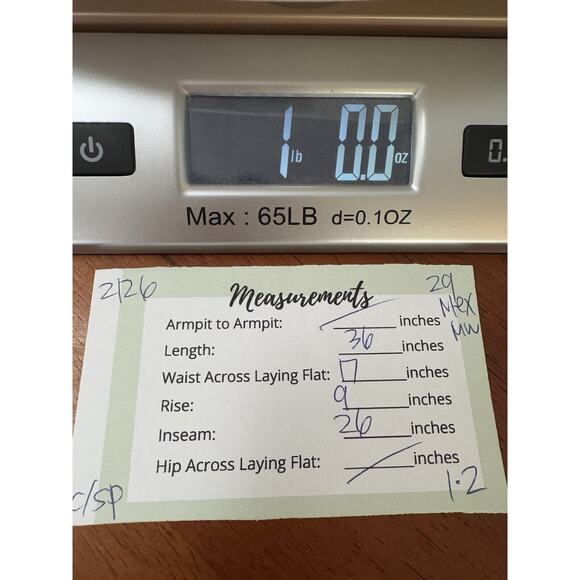 1 lb 0.0 oz
0.
Max : 65LB d=0.1OZ
2/26
29
Mex
MW
Measurements
Armpit to Armpit: inches
Length: 36 inches
Waist Across Laying Flat: 17 inches
Rise: 9 inches
Inseam: 26 inches
Hip Across Laying Flat: inches
c/sp
1.2